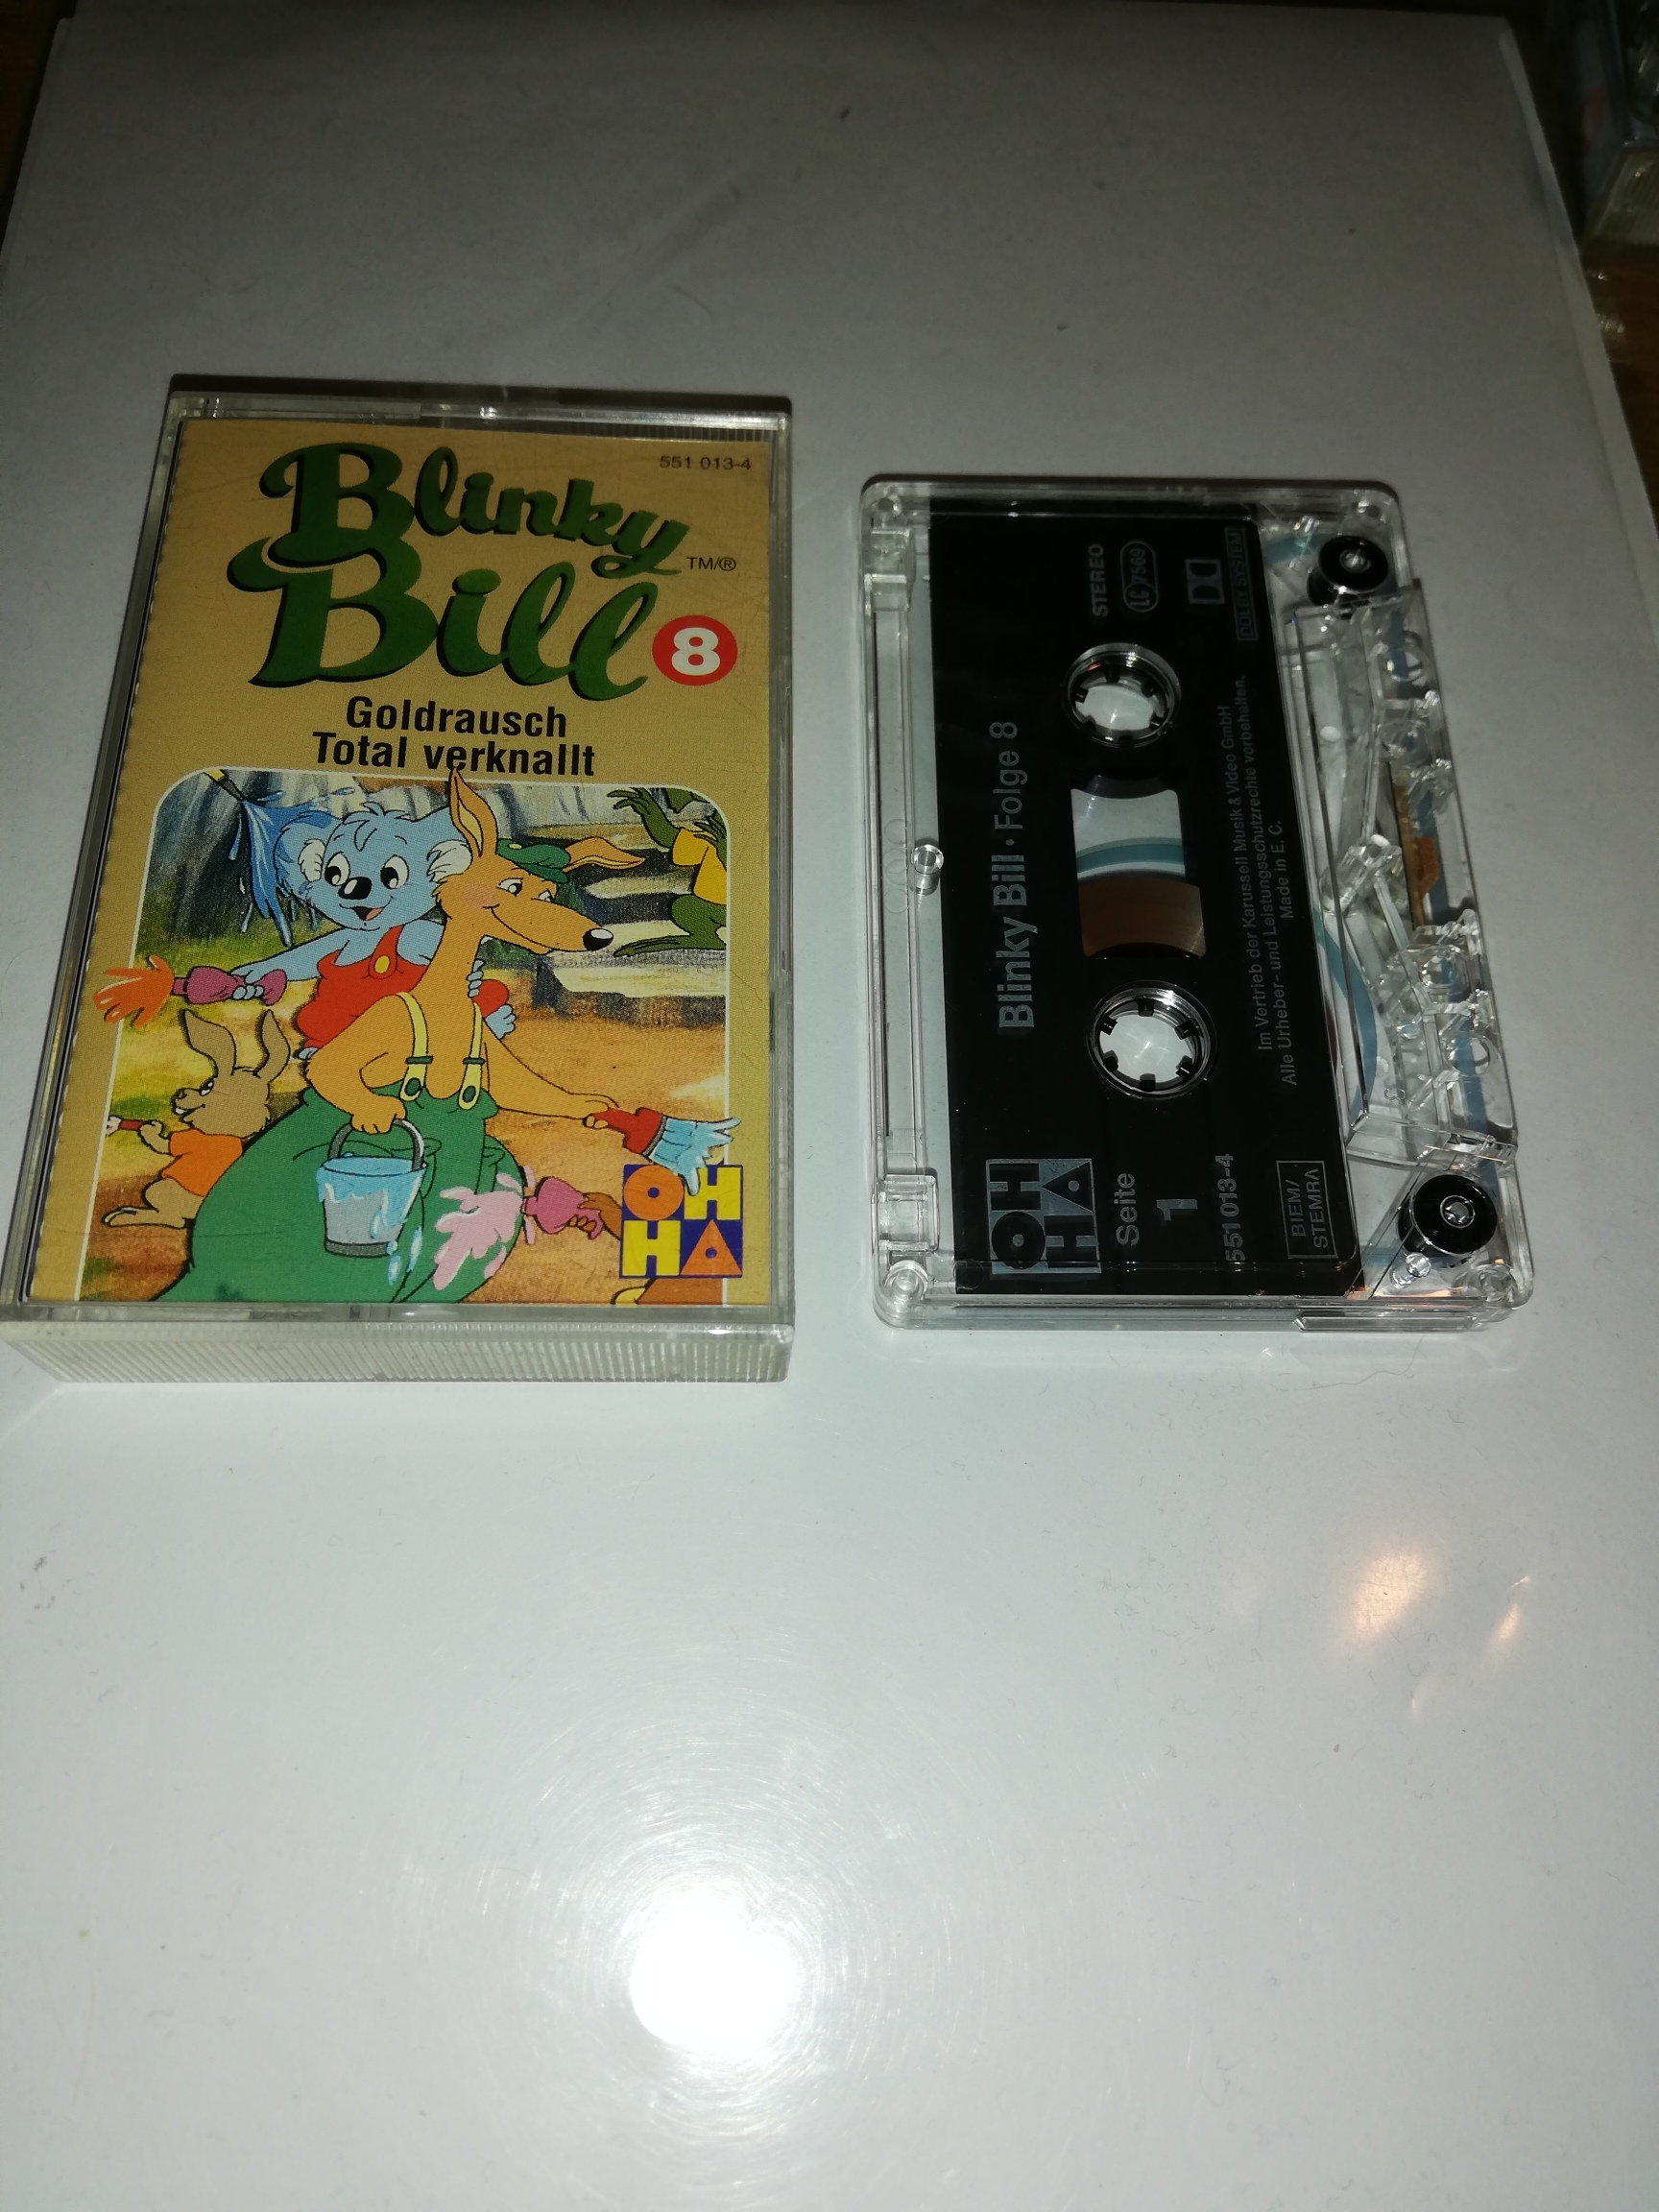 551 013-4
Blinky
Bill TM/®
8
Goldrausch
Total verknallt
OH
HA
Blinky Bill · Folge 8
STEREO
LC 7569
DOLBY SYSTEM
Im Vertrieb der Karussell Musik & Video GmbH
Alle Urheber- und Leistungsschutzrechte vorbehalten.
Made in E. C.
OH
HA
Seite
1
551 013-4
BIEM/
STEMRA